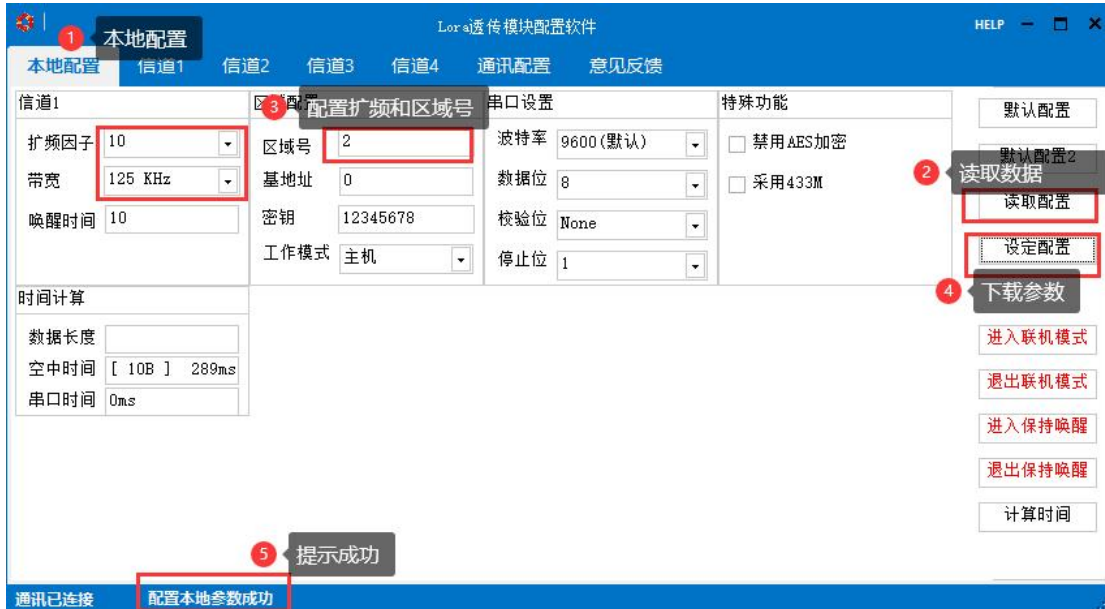 Lora透传模块配置软件
HELP
1 本地配置
本地配置 信道1 信道2 信道3 信道4 通讯配置 意见反馈
信道1
扩频因子 10
带宽 125 KHz
唤醒时间 10
3 配置扩频和区域号
区域号 2
基地址 0
密钥 12345678
工作模式 主机
串口设置
波特率 9600(默认)
数据位 8
校验位 None
停止位 1
特殊功能
禁用AES加密
采用433M
默认配置
默认配置2
2 读取数据
读取配置
设定配置
4 下载参数
进入联机模式
退出联机模式
进入保持唤醒
退出保持唤醒
计算时间
时间计算
数据长度
空中时间 [ 10B ] 289ms
串口时间 0ms
5 提示成功
通讯已连接 配置本地参数成功